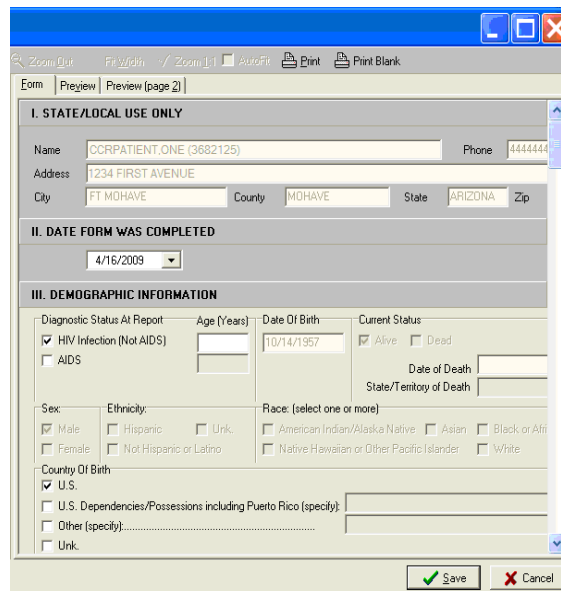 Zoom Out Fit Width Zoom 1:1 AutoFit Print Print Blank
Form Preview Preview (page 2)
I. STATE/LOCAL USE ONLY
Name CCRPATIENT,ONE (3682125) Phone 4444444
Address 1234 FIRST AVENUE
City FT MOHAVE County MOHAVE State ARIZONA Zip
II. DATE FORM WAS COMPLETED
4/16/2009
III. DEMOGRAPHIC INFORMATION
Diagnostic Status At Report Age (Years) Date Of Birth Current Status
HIV Infection (Not AIDS) 10/14/1957 Alive Dead
AIDS Date of Death
State/Territory of Death
Sex: Ethnicity: Race: (select one or more)
Male Hispanic Unk. American Indian/Alaska Native Asian Black or Afri
Female Not Hispanic or Latino Native Hawaiian or Other Pacific Islander White
Country Of Birth
U.S.
U.S. Dependencies/Possessions including Puerto Rico (specify):
Other (specify):..............................................................
Unk.
Save Cancel